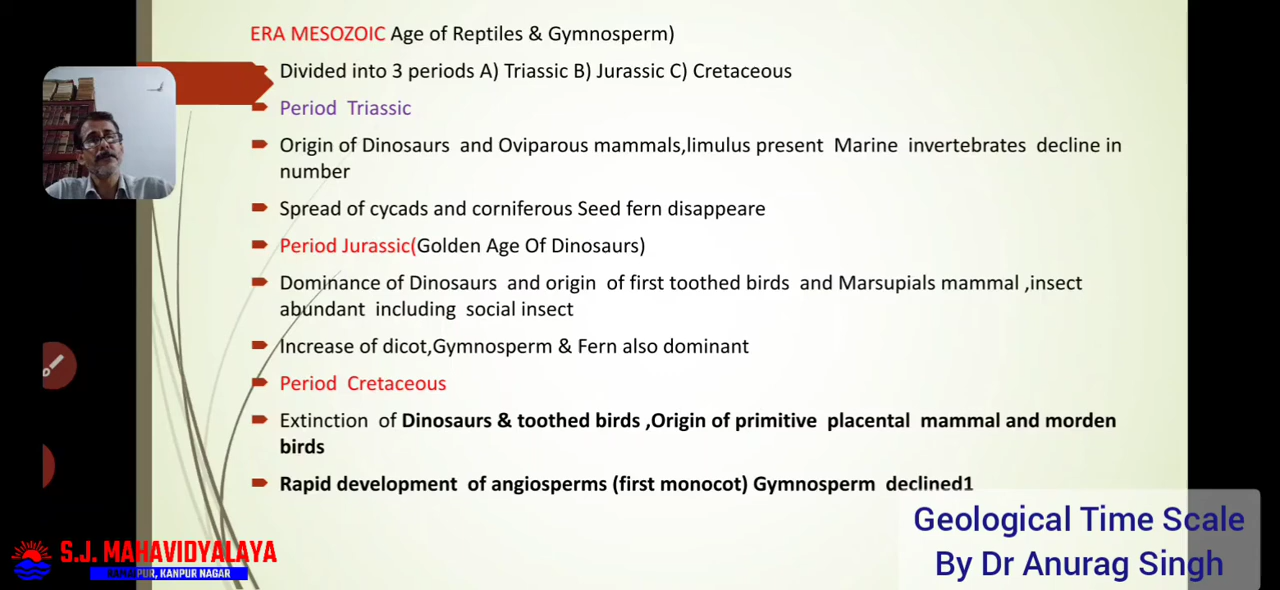 ERA MESOZOIC Age of Reptiles & Gymnosperm)
Divided into 3 periods A) Triassic B) Jurassic C) Cretaceous
Period Triassic
Origin of Dinosaurs and Oviparous mammals,limulus present Marine invertebrates decline in
number
Spread of cycads and corniferous Seed fern disappeare
Period Jurassic(Golden Age Of Dinosaurs)
Dominance of Dinosaurs and origin of first toothed birds and Marsupials mammal ,insect
abundant including social insect
Increase of dicot,Gymnosperm & Fern also dominant
Period Cretaceous
Extinction of Dinosaurs & toothed birds ,Origin of primitive placental mammal and morden
birds
Rapid development of angiosperms (first monocot) Gymnosperm declined1
Geological Time Scale
By Dr Anurag Singh
S.J. MAHAVIDYALAYA
RAMAIPUR, KANPUR NAGAR